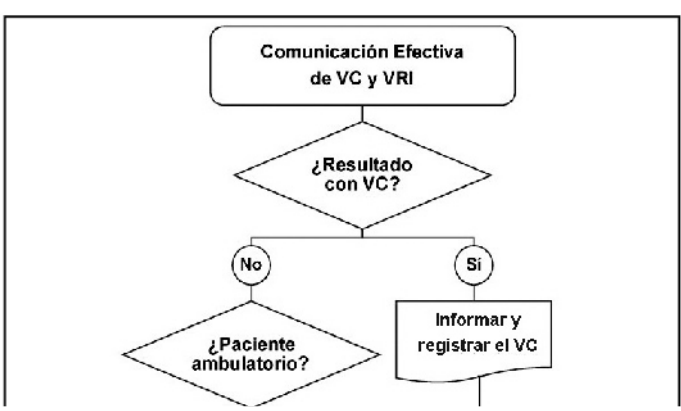 Comunicación Efectiva
de VC y VRI
¿Resultado
con VC?
No
Sí
¿Paciente
ambulatorio?
Informar y
registrar el VC